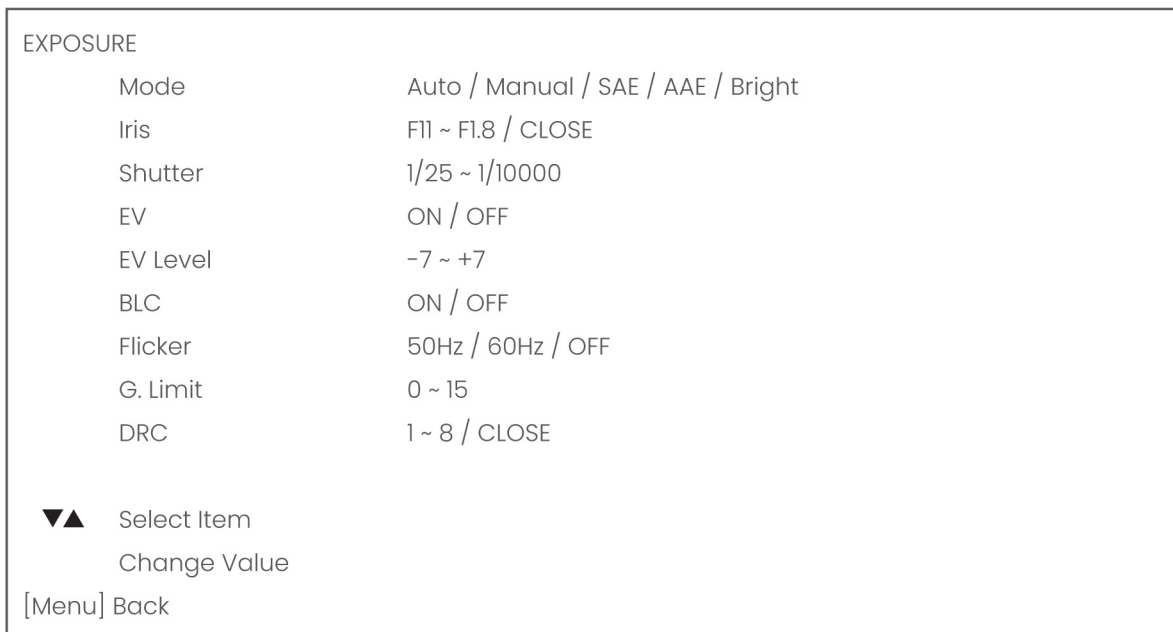 EXPOSURE
Mode Auto / Manual / SAE / AAE / Bright
Iris F11 ~ F1.8 / CLOSE
Shutter 1/25 ~ 1/10000
EV ON / OFF
EV Level -7 ~ +7
BLC ON / OFF
Flicker 50Hz / 60Hz / OFF
G. Limit 0 ~ 15
DRC 1 ~ 8 / CLOSE
▼▲ Select Item
Change Value
[Menu] Back